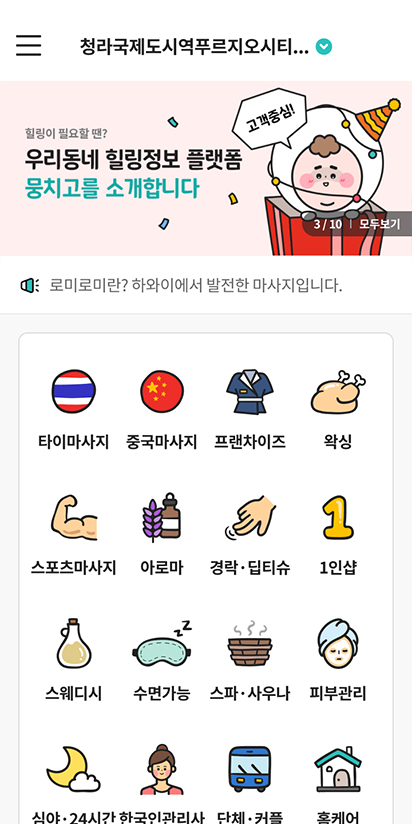 청라국제도시역푸르지오시티...
고객중심!
힐링이 필요할 땐?
우리동네 힐링정보 플랫폼
뭉치고를 소개합니다
3 / 10 | 모두보기
로미로미란? 하와이에서 발전한 마사지입니다.
타이마사지 중국마사지 프랜차이즈 왁싱
스포츠마사지 아로마 경락·딥티슈 1인샵
스웨디시 수면가능 스파·사우나 피부관리
심야·24시간 한국인관리사 단체·커플 홈케어